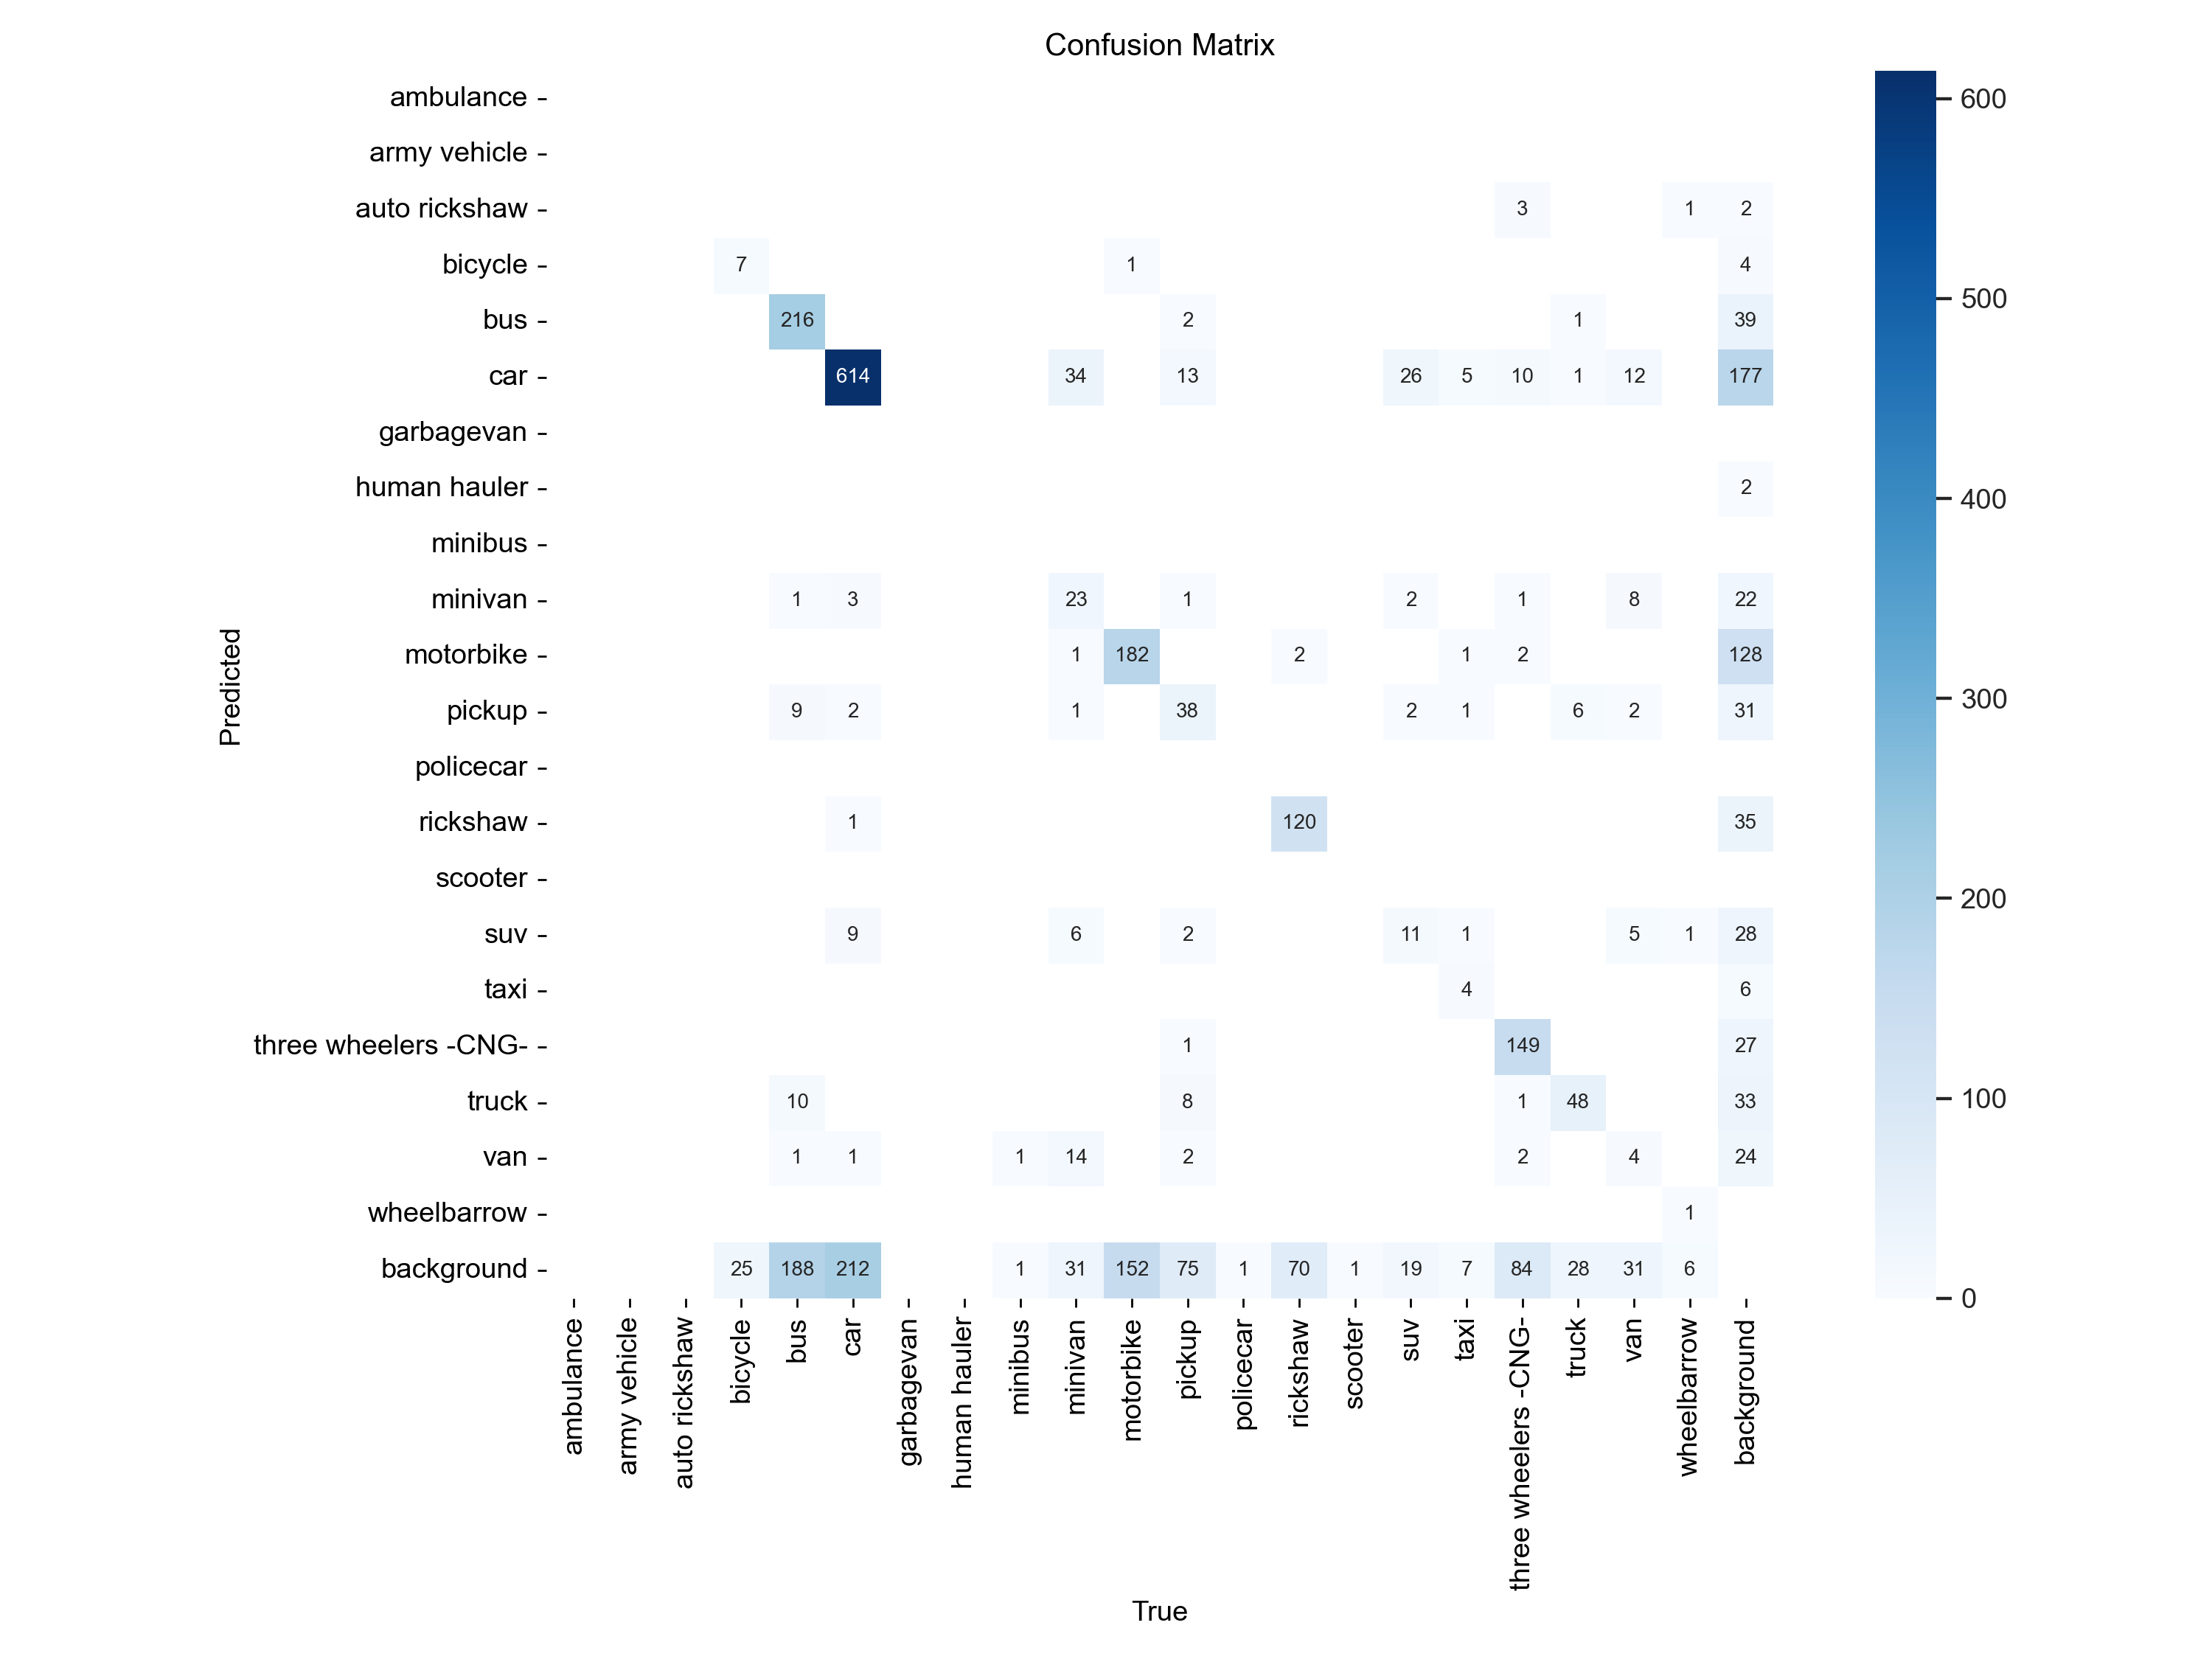 Confusion Matrix
ambulance
army vehicle
auto rickshaw 3 1 2
bicycle 7 1 4
bus 216 2 1 39
car 614 34 13 26 5 10 1 12 177
garbagevan
human hauler 2
minibus
minivan 1 3 23 1 2 1 8 22
motorbike 1 182 2 1 2 128
pickup 9 2 1 38 2 1 6 2 31
policecar
rickshaw 1 120 35
scooter
suv 9 6 2 11 1 5 1 28
taxi 4 6
three wheelers -CNG- 1 149 27
truck 10 8 1 48 33
van 1 1 1 14 2 2 4 24
wheelbarrow 1
background 25 188 212 1 31 152 75 1 70 1 19 7 84 28 31 6
Predicted
ambulance
army vehicle
auto rickshaw
bicycle
bus
car
garbagevan
human hauler
minibus
minivan
motorbike
pickup
policecar
rickshaw
scooter
suv
taxi
three wheelers -CNG-
truck
van
wheelbarrow
background
True
600
500
400
300
200
100
0